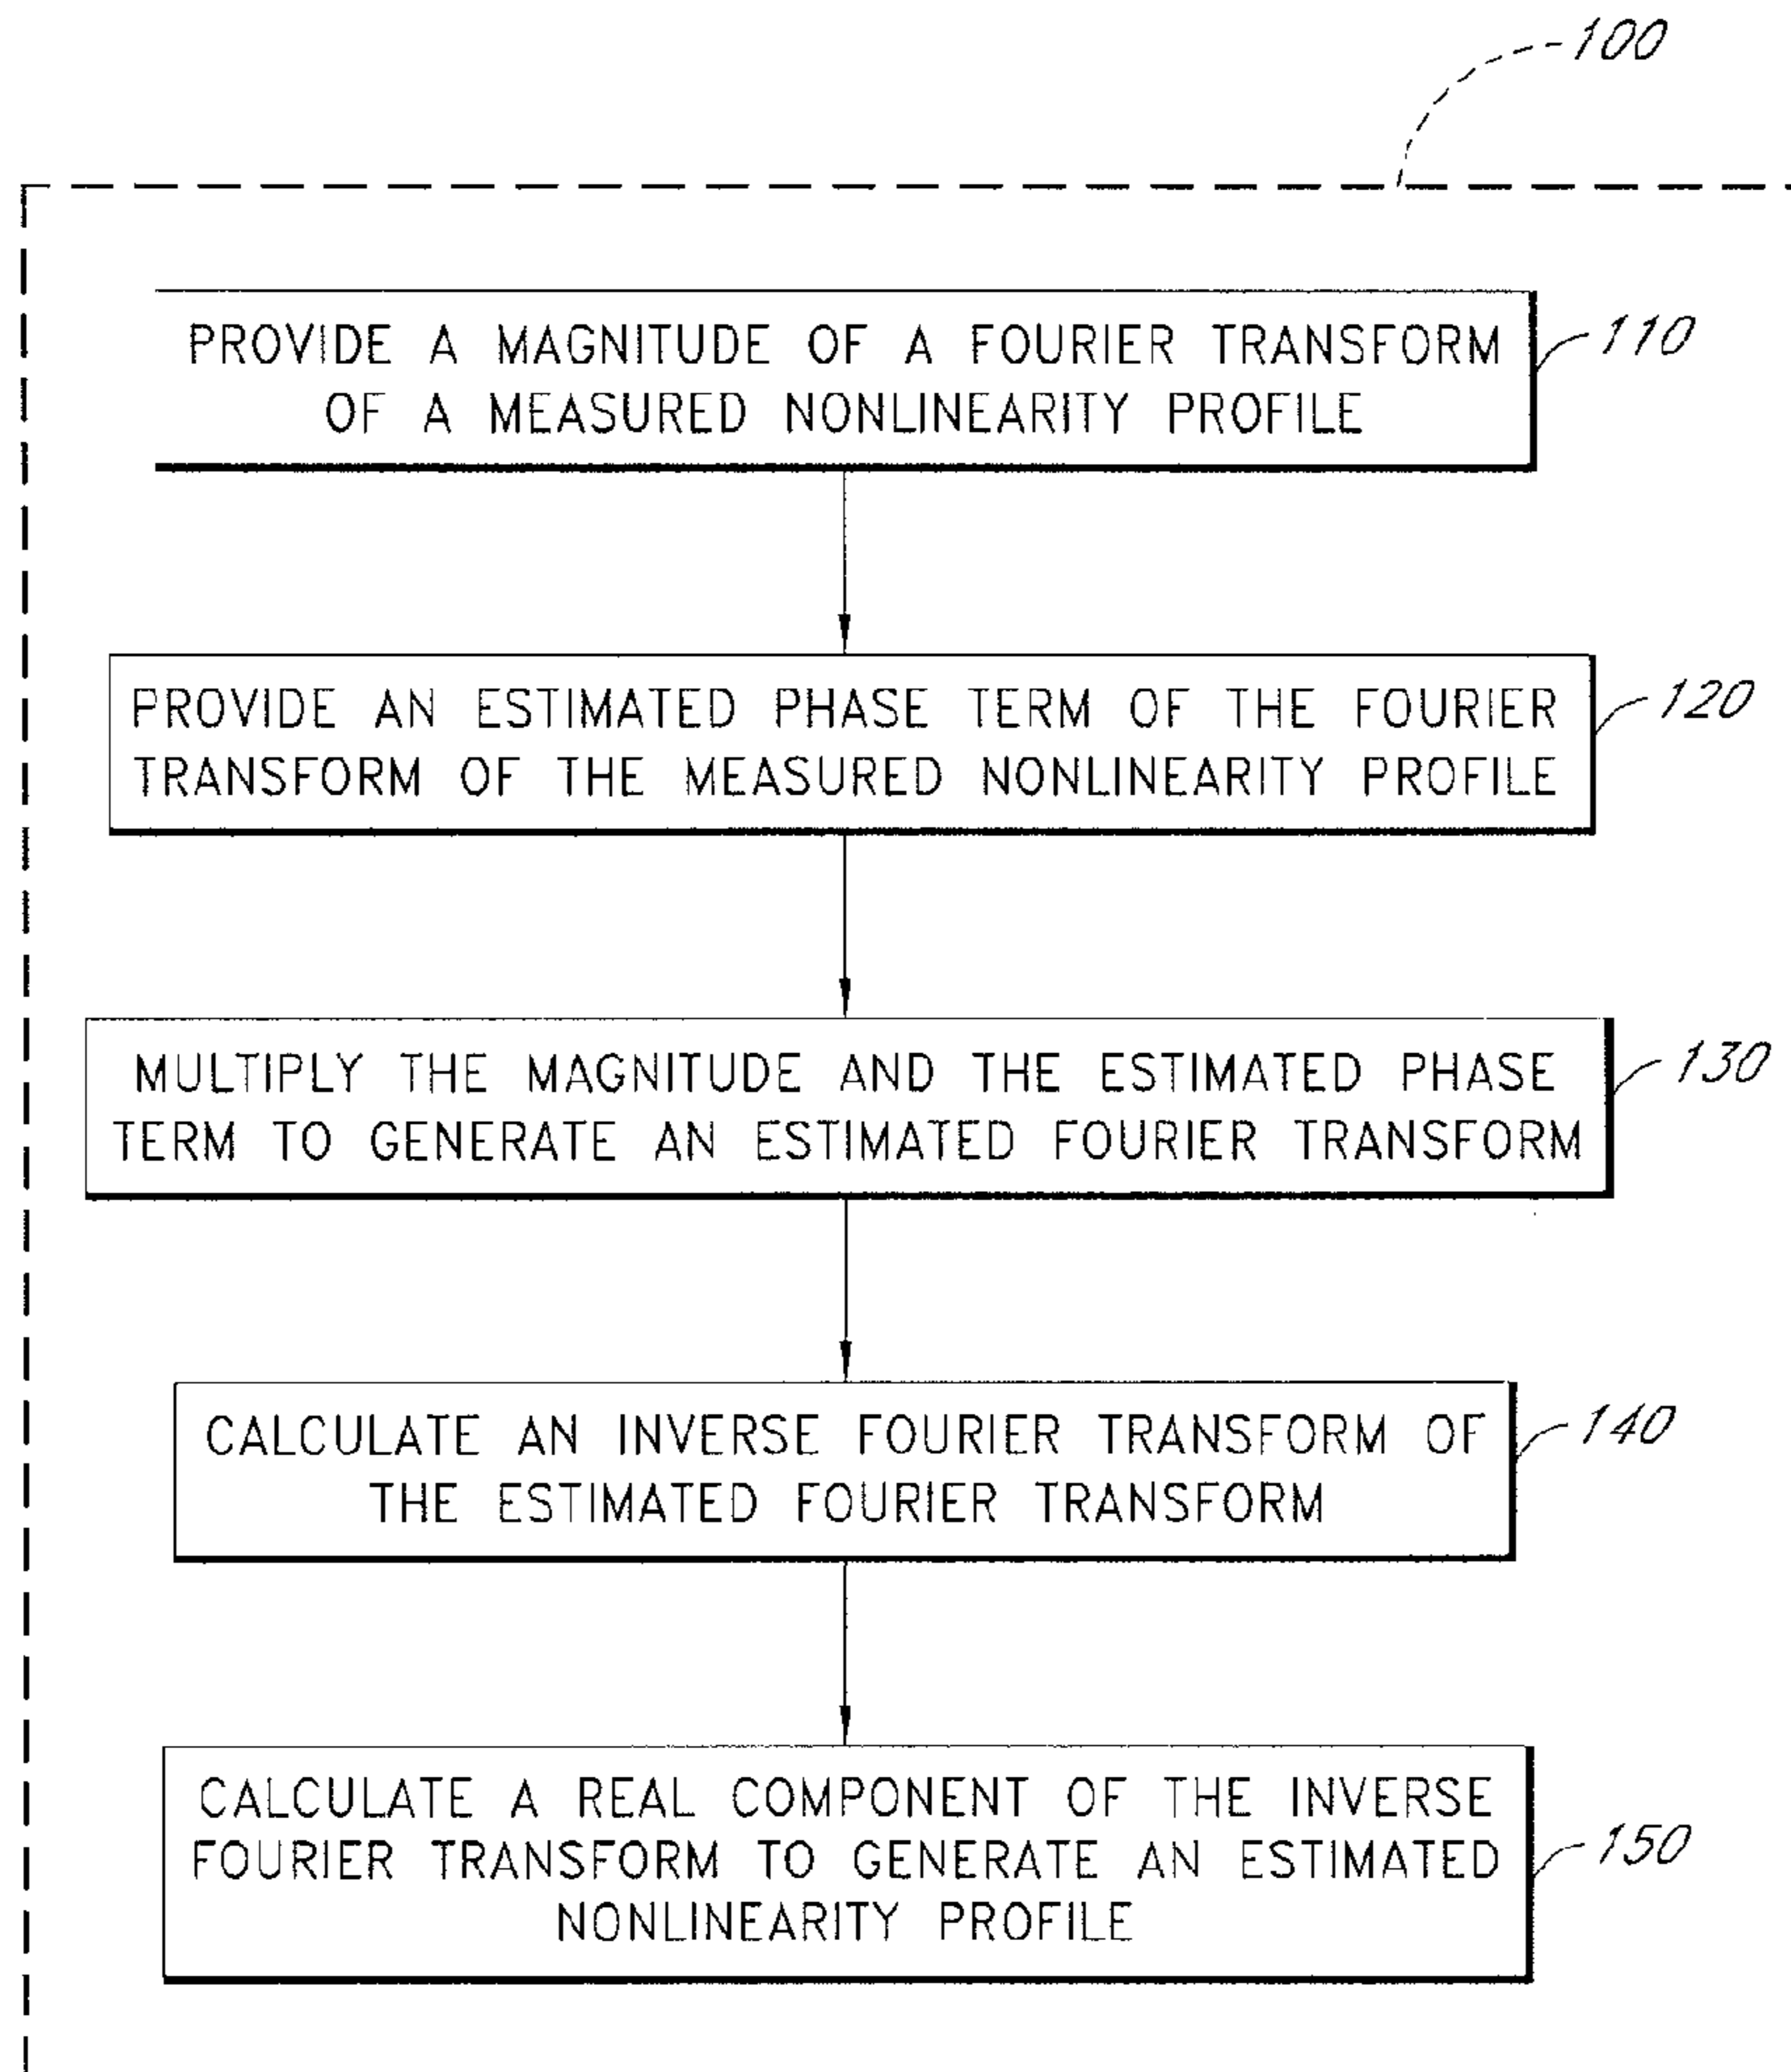 100
PROVIDE A MAGNITUDE OF A FOURIER TRANSFORM
OF A MEASURED NONLINEARITY PROFILE
110
PROVIDE AN ESTIMATED PHASE TERM OF THE FOURIER
TRANSFORM OF THE MEASURED NONLINEARITY PROFILE
120
MULTIPLY THE MAGNITUDE AND THE ESTIMATED PHASE
TERM TO GENERATE AN ESTIMATED FOURIER TRANSFORM
130
CALCULATE AN INVERSE FOURIER TRANSFORM OF
THE ESTIMATED FOURIER TRANSFORM
140
CALCULATE A REAL COMPONENT OF THE INVERSE
FOURIER TRANSFORM TO GENERATE AN ESTIMATED
NONLINEARITY PROFILE
150